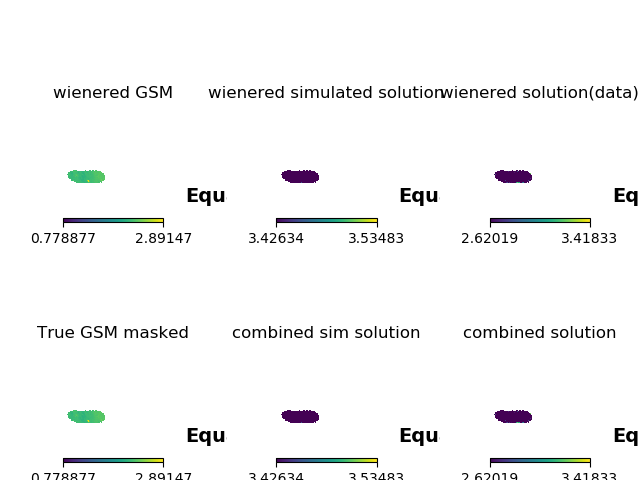 wienered GSM
wienered simulated solution
wienered solution(data)
Equ
Equ
Eq
0.778877 2.89147
3.42634 3.53483
2.62019 3.41833
True GSM masked
combined sim solution
combined solution
Equ
Equ
Eq
0.778877 2.89147
3.42634 3.53483
2.62019 3.41833